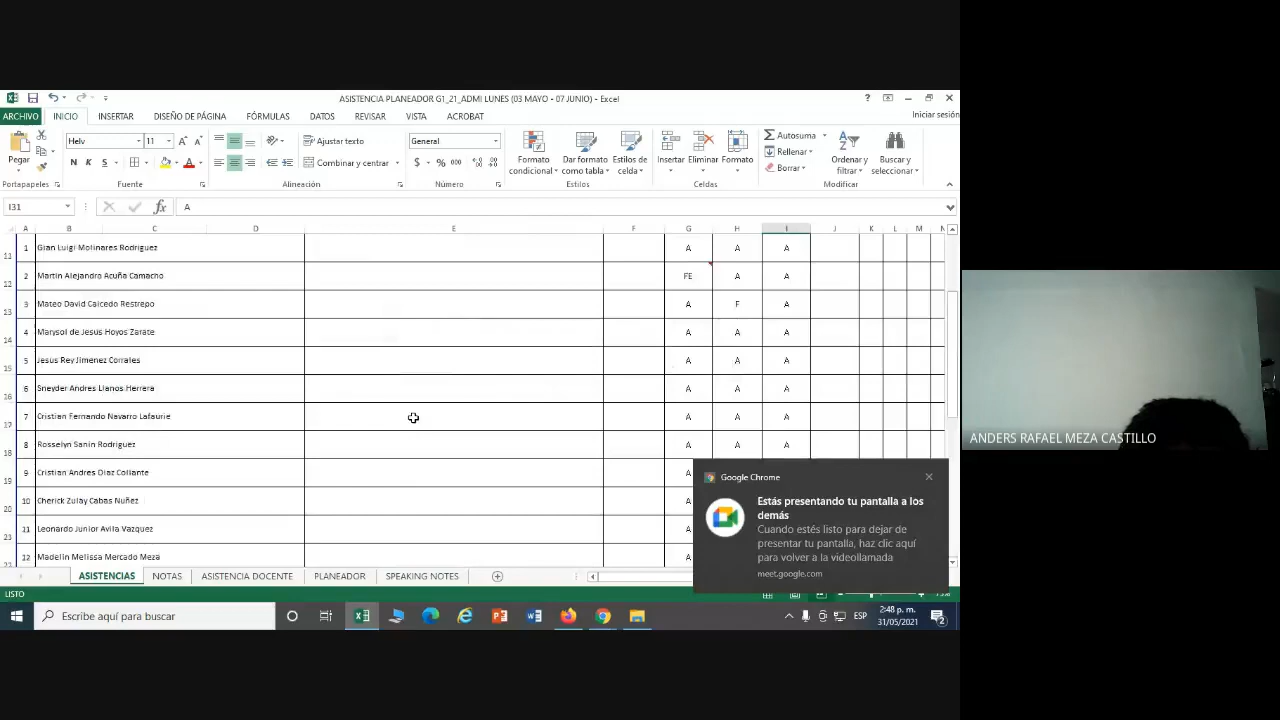 ASISTENCIA PLANEADOR G1_21_ADMI LUNES (03 MAYO - 07 JUNIO) - Excel
ARCHIVO INICIO INSERTAR DISEÑO DE PÁGINA FÓRMULAS DATOS REVISAR VISTA ACROBAT Iniciar sesión
Pegar Helv 11 Ajustar texto General Formato condicional Dar formato como tabla Estilos de celda Insertar Eliminar Formato Autosuma Ordenar y filtrar Buscar y seleccionar
N K S Combinar y centrar $ % 000 Rellenar
Borrar
Portapapeles Fuente Alineación Número Estilos Celdas Modificar
I31 fx A
A B C D E F G H I J K L M N
11 1 Gian Luigi Molinares Rodriguez A A A
12 2 Martin Alejandro Acuña Camacho FE A A
13 3 Mateo David Caicedo Restrepo A F A
14 4 Marysol de Jesus Hoyos Zarate A A A
15 5 Jesus Rey Jimenez Corrales A A A
16 6 Sneyder Andres Llanos Herrera A A A
17 7 Cristian Fernando Navarro Lafaurie A A A
18 8 Rosselyn Sanin Rodriguez A A A
19 9 Cristian Andres Diaz Collante A
20 10 Cherick Zulay Cabas Nuñez A
21 11 Leonardo Junior Avila Vazquez A
12 Madelin Melissa Mercado Meza A
ASISTENCIAS NOTAS ASISTENCIA DOCENTE PLANEADOR SPEAKING NOTES
LISTO
Google Chrome
Estás presentando tu pantalla a los
demás
Cuando estés listo para dejar de
presentar tu pantalla, haz clic aquí
para volver a la videollamada
meet.google.com
Escribe aquí para buscar
ESP
2:48 p. m.
31/05/2021
2
ANDERS RAFAEL MEZA CASTILLO